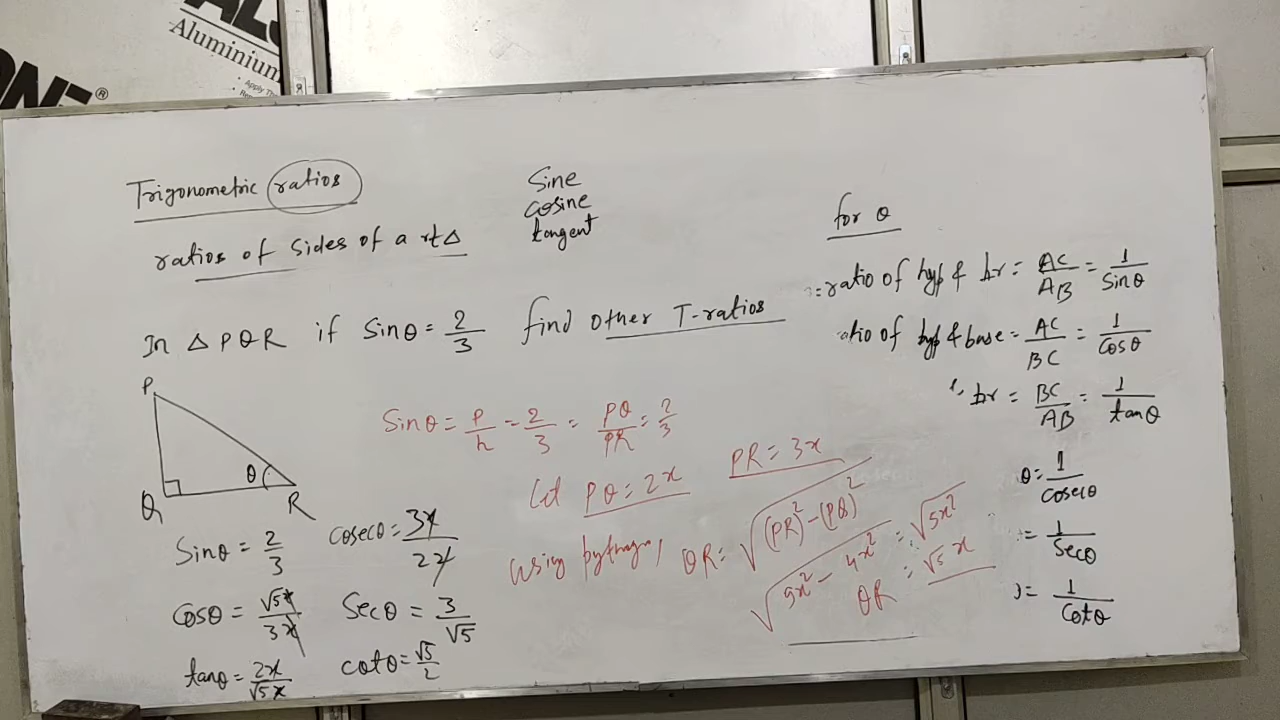 Aluminium
Trigonometric ratios
ratios of sides of a rt △
Sine
cosine
tangent
In △ PQR if Sinθ = 2/3 find other T-ratios
P
Q
R
θ
Sinθ = p/h = 2/3 = PQ/PR = 2/3
Let PQ = 2x PR = 3x
Using pythago, QR = √(PR)² - (PQ)²
√9x² - 4x² = √5x²
QR = √5 x
Sinθ = 2/3
cosecθ = 3x/2x
Cosθ = √5x/3x
Secθ = 3/√5
tanθ = 2x/√5x
cotθ = √5/2
for θ
= ratio of hyp & br = AC/AB = 1/Sinθ
atio of hyp & base = AC/BC = 1/Cosθ
br = BC/AB = 1/tanθ
θ = 1/cosecθ
= 1/Secθ
= 1/Cotθ